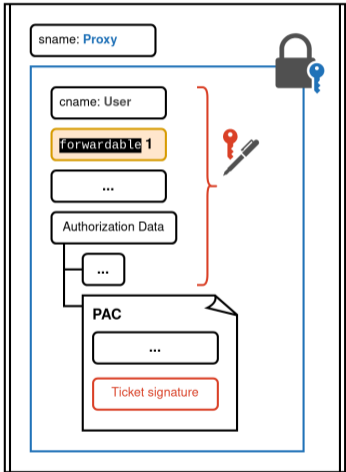 sname: Proxy
cname: User
forwardable 1
...
Authorization Data
...
PAC
...
Ticket signature